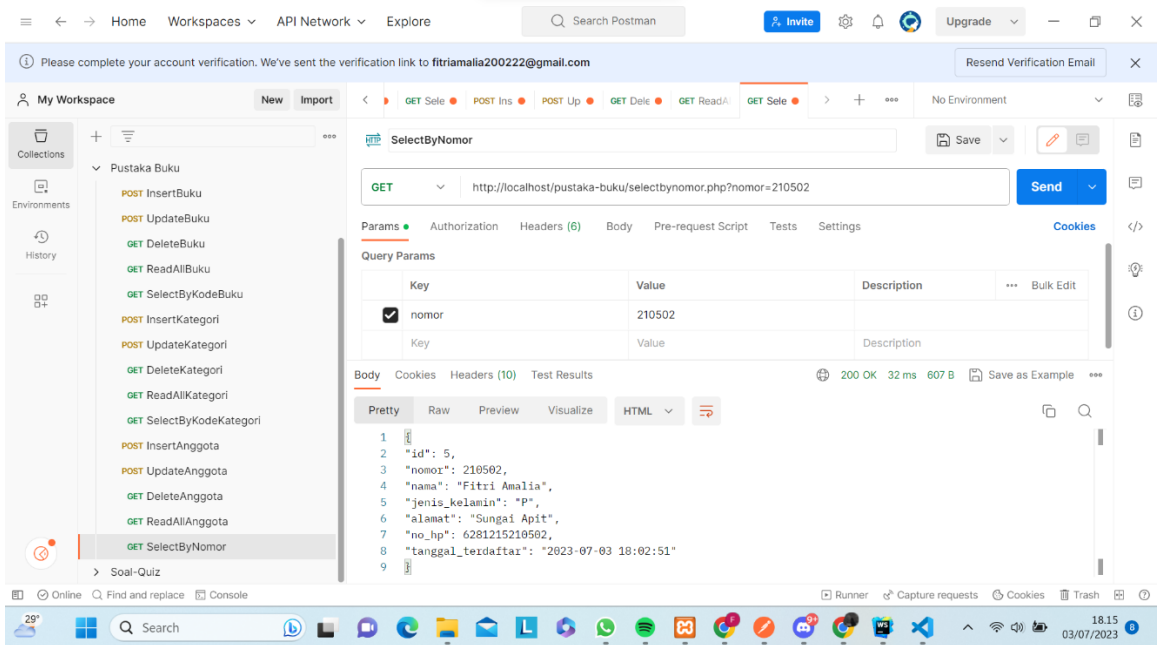 Home Workspaces API Network Explore Search Postman Invite Upgrade
Please complete your account verification. We've sent the verification link to fitriamalia200222@gmail.com Resend Verification Email
My Workspace New Import GET Sele POST Ins POST Up GET Dele GET ReadA GET Sele No Environment
Collections
Environments
History
Pustaka Buku
POST InsertBuku
POST UpdateBuku
GET DeleteBuku
GET ReadAllBuku
GET SelectByKodeBuku
POST InsertKategori
POST UpdateKategori
GET DeleteKategori
GET ReadAllKategori
GET SelectByKodeKategori
POST InsertAnggota
POST UpdateAnggota
GET DeleteAnggota
GET ReadAllAnggota
GET SelectByNomor
Soal-Quiz
HTTP SelectByNomor Save
GET http://localhost/pustaka-buku/selectbynomor.php?nomor=210502 Send
Params Authorization Headers (6) Body Pre-request Script Tests Settings Cookies
Query Params
Key Value Description Bulk Edit
nomor 210502
Key Value Description
Body Cookies Headers (10) Test Results 200 OK 32 ms 607 B Save as Example
Pretty Raw Preview Visualize HTML
1 {
2 "id": 5,
3 "nomor": 210502,
4 "nama": "Fitri Amalia",
5 "jenis_kelamin": "P",
6 "alamat": "Sungai Apit",
7 "no_hp": 6281215210502,
8 "tanggal_terdaftar": "2023-07-03 18:02:51"
9 }
Online Find and replace Console Runner Capture requests Cookies Trash
29° Search L F 9+ WS 18.15
03/07/2023 8